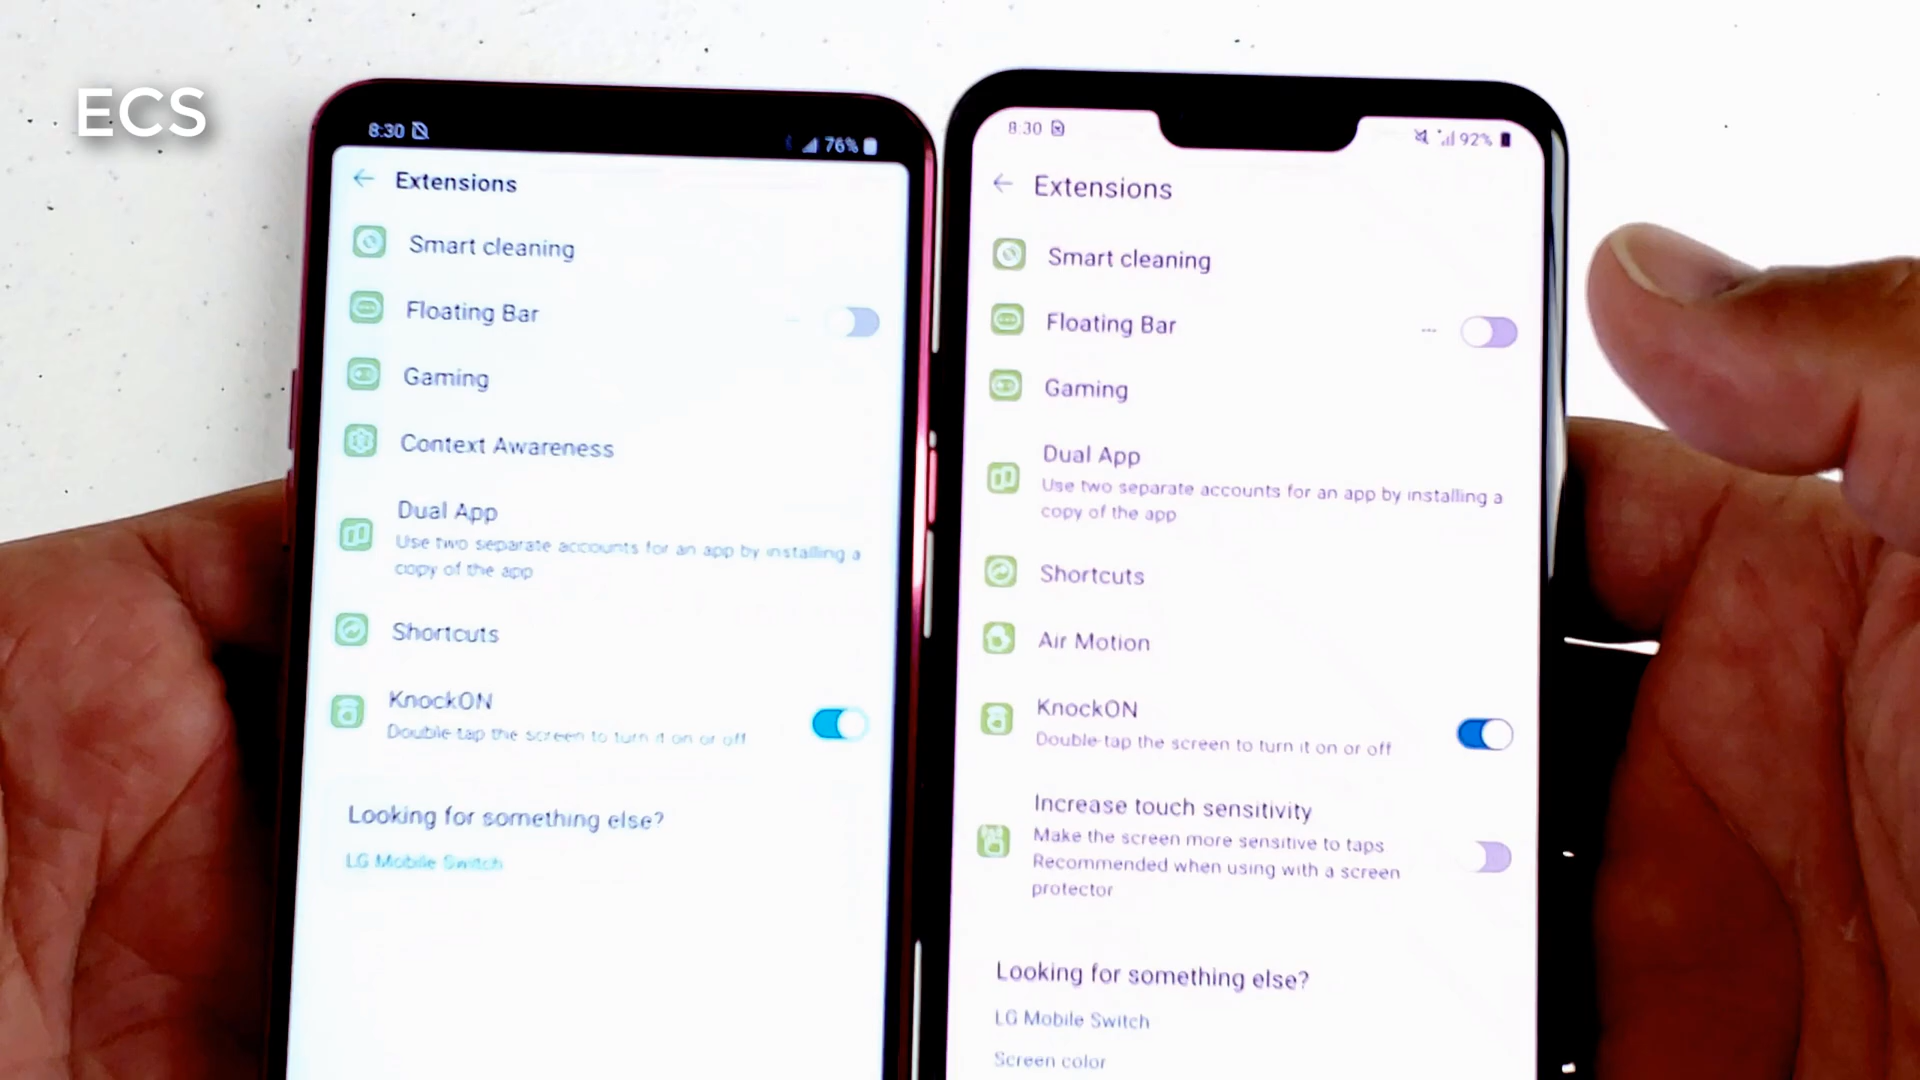 ECS
8:30
76%
Extensions
Smart cleaning
Floating Bar
Gaming
Context Awareness
Dual App
Use two separate accounts for an app by installing a
copy of the app
Shortcuts
KnockON
Double-tap the screen to turn it on or off
Looking for something else?
LG Mobile Switch
8:30
92%
Extensions
Smart cleaning
Floating Bar
Gaming
Dual App
Use two separate accounts for an app by installing a
copy of the app
Shortcuts
Air Motion
KnockON
Double-tap the screen to turn it on or off
Increase touch sensitivity
Make the screen more sensitive to taps
Recommended when using with a screen
protector
Looking for something else?
LG Mobile Switch
Screen color